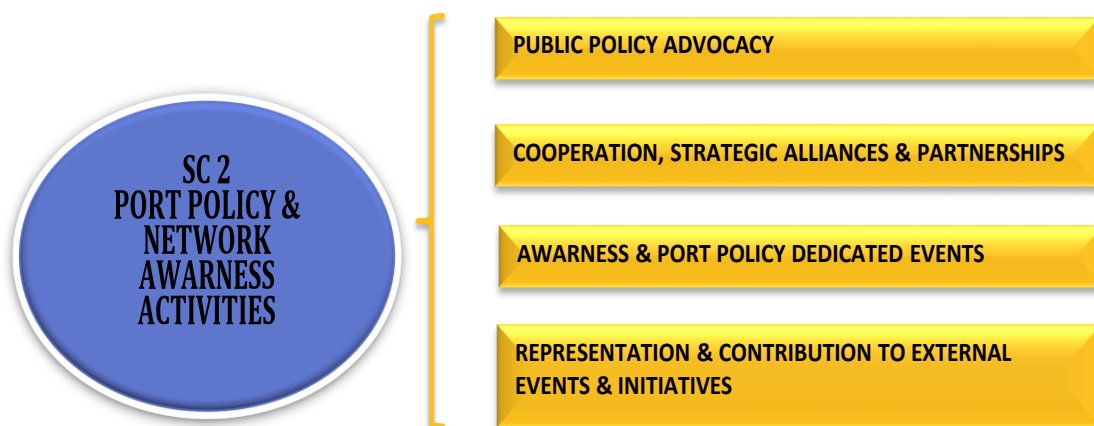 SC 2
PORT POLICY &
NETWORK
AWARNESS
ACTIVITIES
PUBLIC POLICY ADVOCACY
COOPERATION, STRATEGIC ALLIANCES & PARTNERSHIPS
AWARNESS & PORT POLICY DEDICATED EVENTS
REPRESENTATION & CONTRIBUTION TO EXTERNAL
EVENTS & INITIATIVES